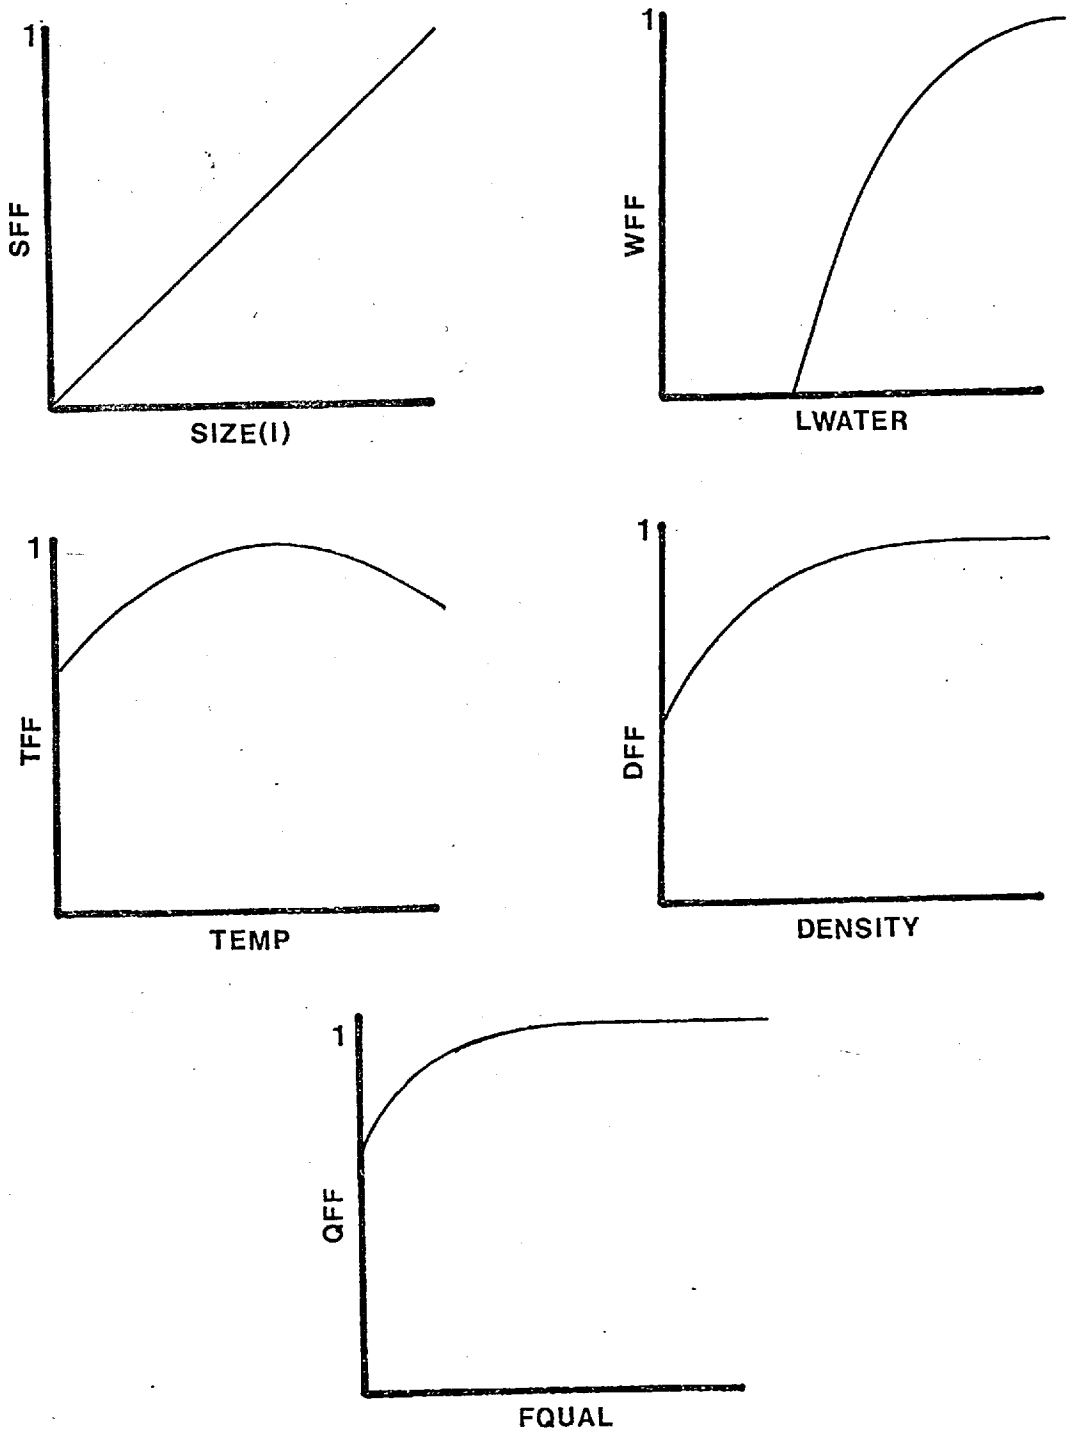 1
SFF
SIZE(I)
1
WFF
LWATER
1
TFF
TEMP
1
DFF
DENSITY
1
QFF
FQUAL